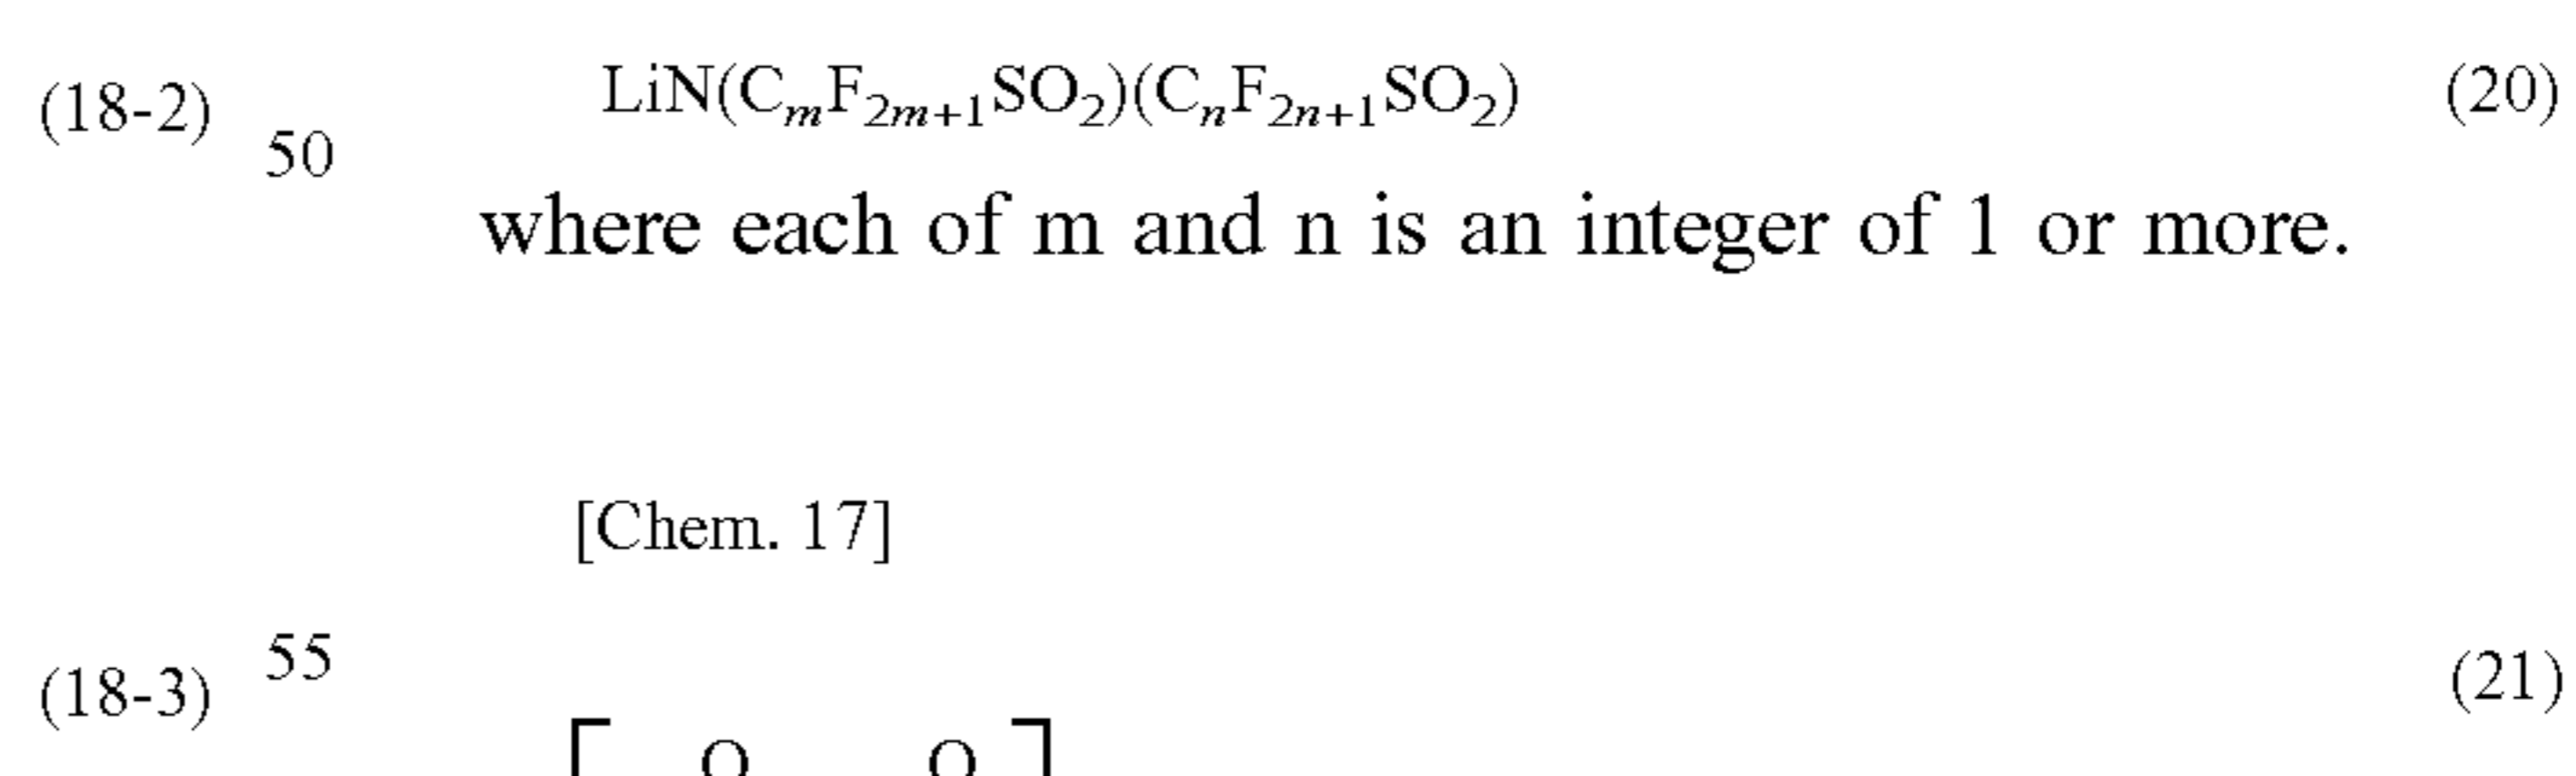 (18-2) 50 LiN(CₘF₂ₘ₊₁SO₂)(CₙF₂ₙ₊₁SO₂) (20)
where each of m and n is an integer of 1 or more.
[Chem. 17]
(18-3) 55 (21)
O O